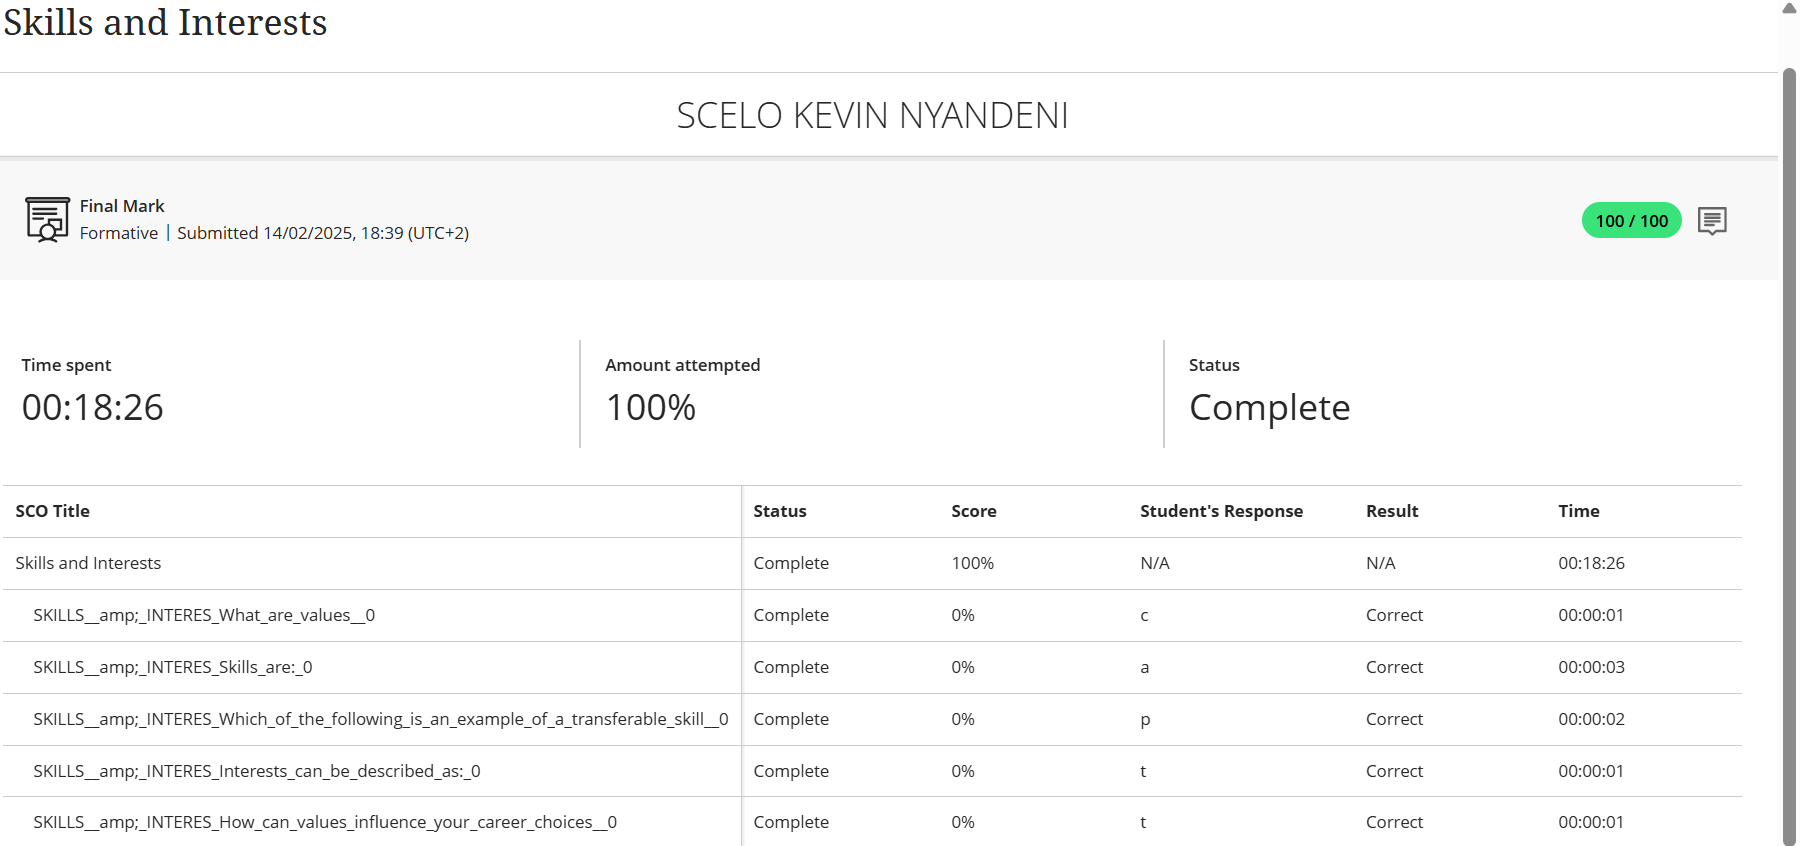 Skills and Interests
SCELO KEVIN NYANDENI
Final Mark
Formative | Submitted 14/02/2025, 18:39 (UTC+2)
100 / 100
Time spent
00:18:26
Amount attempted
100%
Status
Complete
SCO Title Status Score Student's Response Result Time
Skills and Interests Complete 100% N/A N/A 00:18:26
SKILLS__amp;_INTERES_What_are_values__0 Complete 0% c Correct 00:00:01
SKILLS__amp;_INTERES_Skills_are:_0 Complete 0% a Correct 00:00:03
SKILLS__amp;_INTERES_Which_of_the_following_is_an_example_of_a_transferable_skill__0 Complete 0% p Correct 00:00:02
SKILLS__amp;_INTERES_Interests_can_be_described_as:_0 Complete 0% t Correct 00:00:01
SKILLS__amp;_INTERES_How_can_values_influence_your_career_choices__0 Complete 0% t Correct 00:00:01